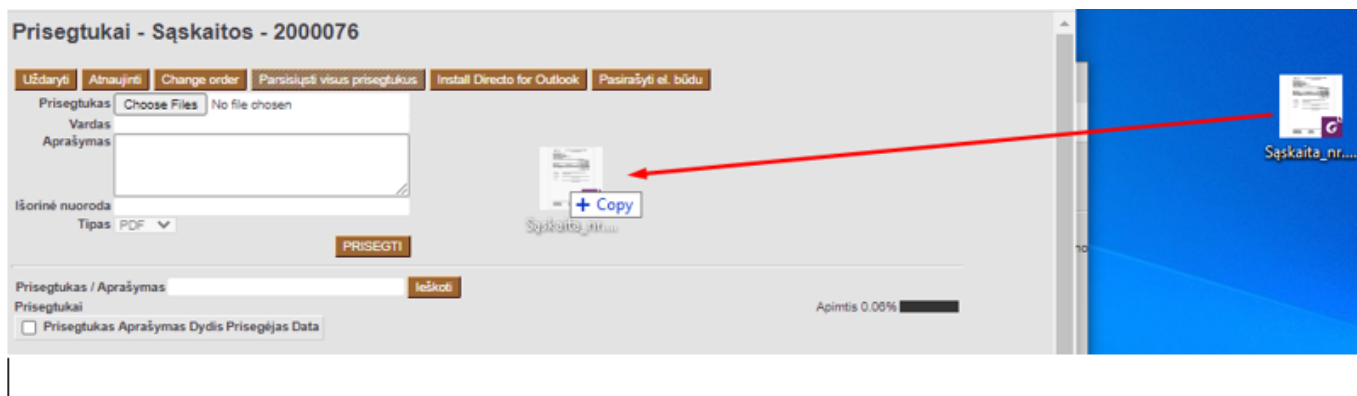 Prisegtukai - Sąskaitos - 2000076
Uždaryti Atnaujinti Change order Parsisiųsti visus prisegtukus Install Directo for Outlook Pasirašyti el. būdu
Prisegtukas Choose Files No file chosen
Vardas
Aprašymas
Išorinė nuoroda
Tipas PDF
PRISEGTI
+ Copy
Sąskaita_nr....
Sąskaita_nr....
Prisegtukas / Aprašymas Ieškoti
Prisegtukai
Apimtis 0.06%
Prisegtukas Aprašymas Dydis Prisegėjas Data